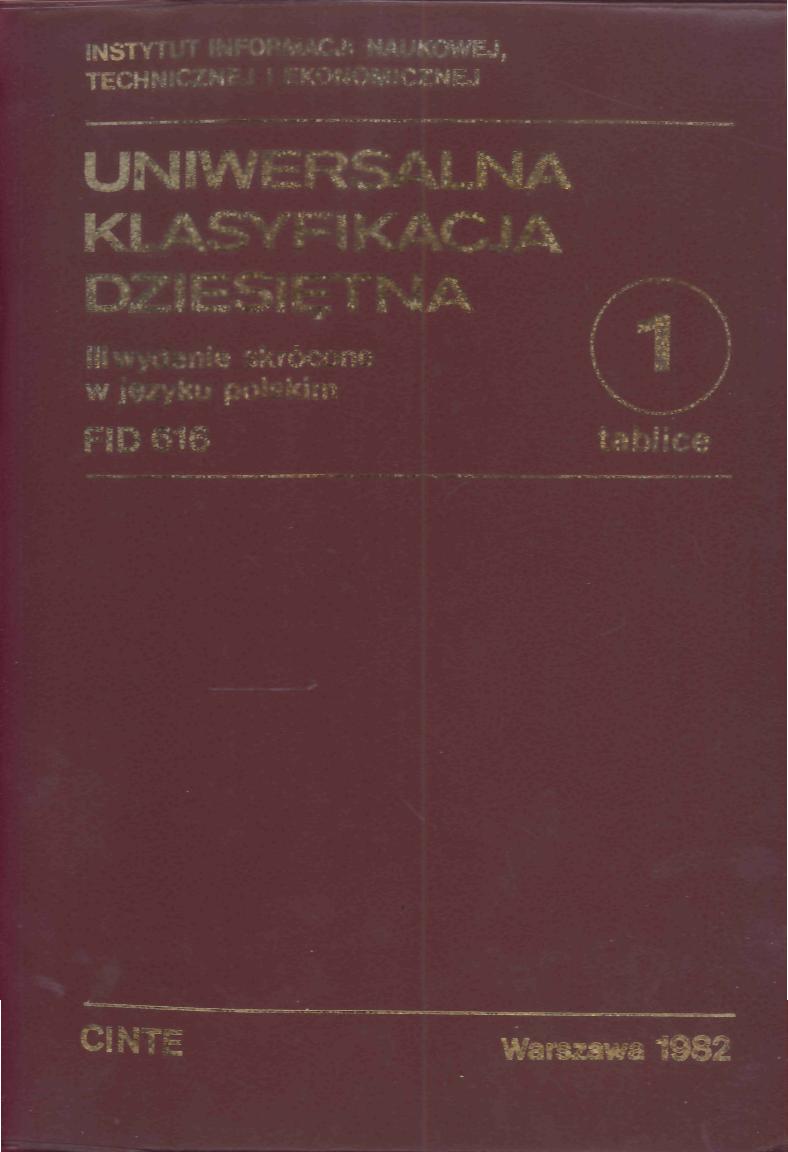 INSTYTUT INFORMACJI NAUKOWEJ,
TECHNICZNEJ I EKONOMICZNEJ
UNIWERSALNA
KLASYFIKACJA
DZIESIĘTNA
III wydanie skrócone
w języku polskim
FID 616
1
tablice
CINTE
Warszawa 1982